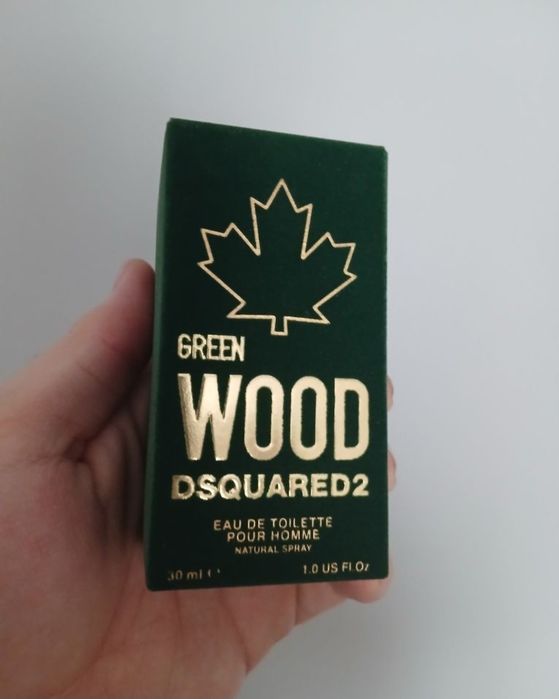 GREEN
WOOD
DSQUARED2
EAU DE TOILETTE
POUR HOMME
NATURAL SPRAY
30 ml 1.0 US Fl.Oz